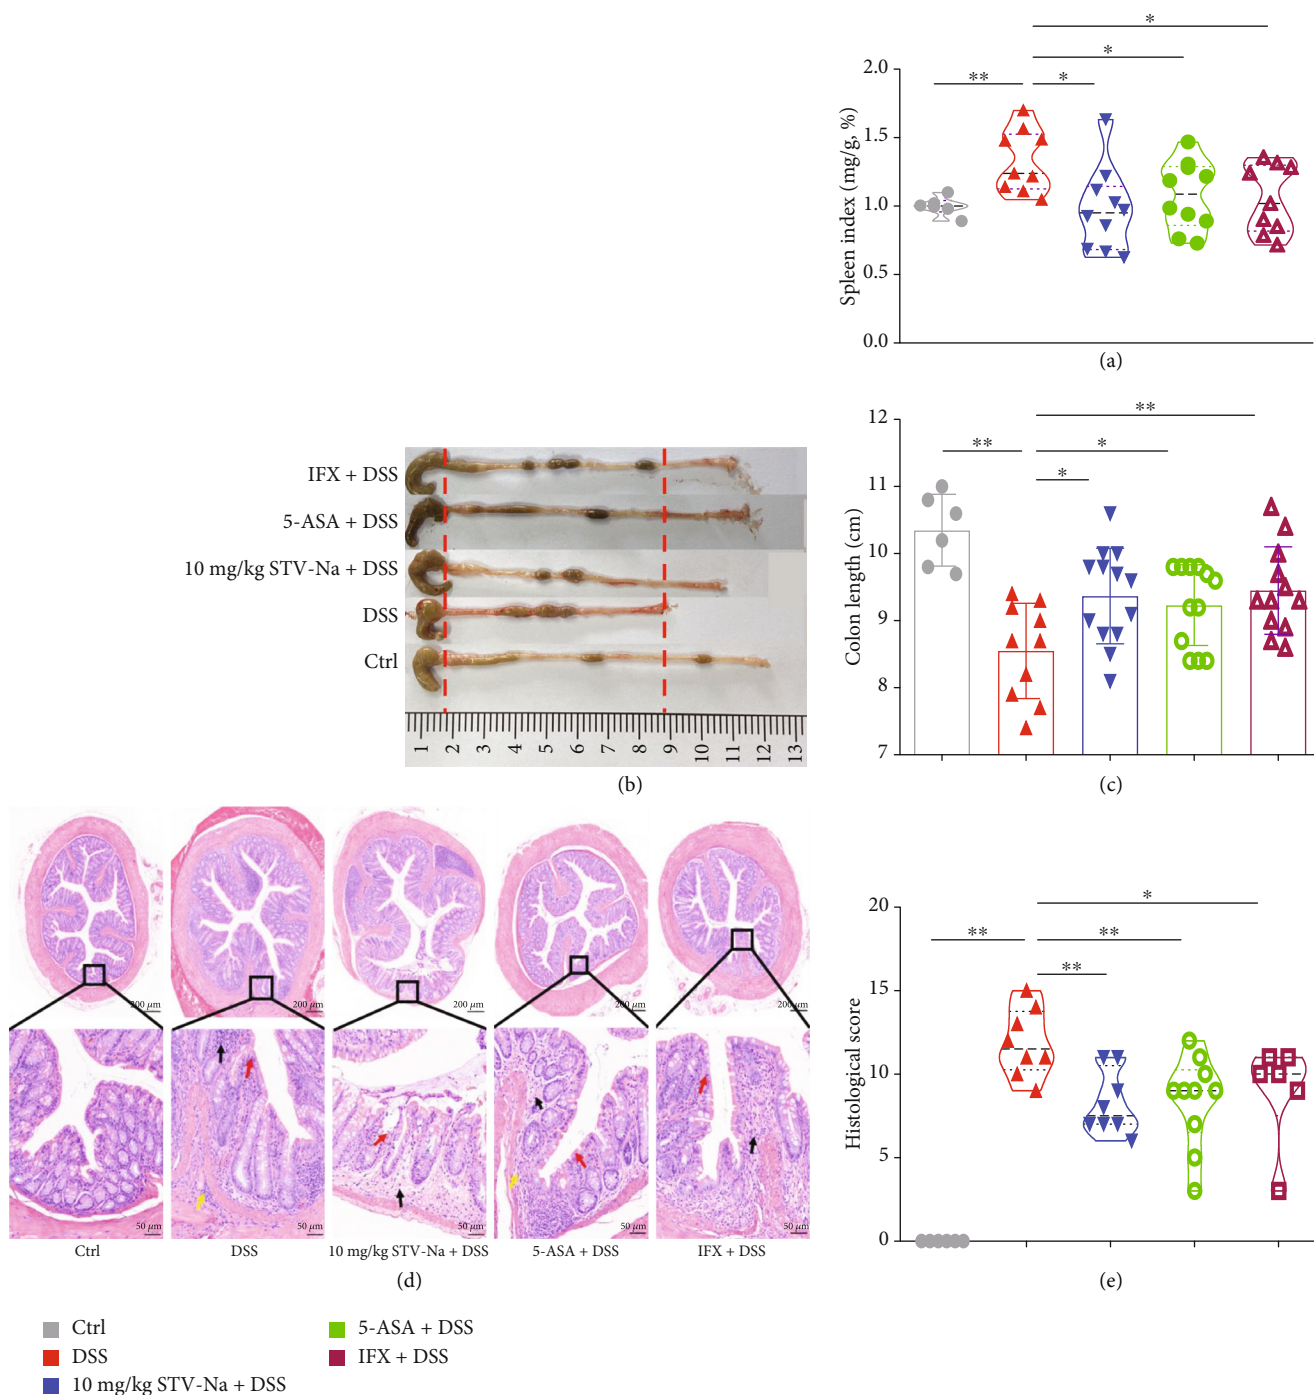 **
*
*
*
2.0
1.5
1.0
0.5
0.0
Spleen index (mg/g, %)
(a)
IFX + DSS
5-ASA + DSS
10 mg/kg STV-Na + DSS
DSS
Ctrl
1 2 3 4 5 6 7 8 9 10 11 12 13
(b)
**
*
*
**
12
11
10
9
8
7
Colon length (cm)
(c)
200 µm
200 µm
200 µm
200 µm
200 µm
50 µm
50 µm
50 µm
50 µm
50 µm
Ctrl
DSS
10 mg/kg STV-Na + DSS
5-ASA + DSS
IFX + DSS
(d)
**
**
**
*
20
15
10
5
0
Histological score
(e)
Ctrl
DSS
10 mg/kg STV-Na + DSS
5-ASA + DSS
IFX + DSS